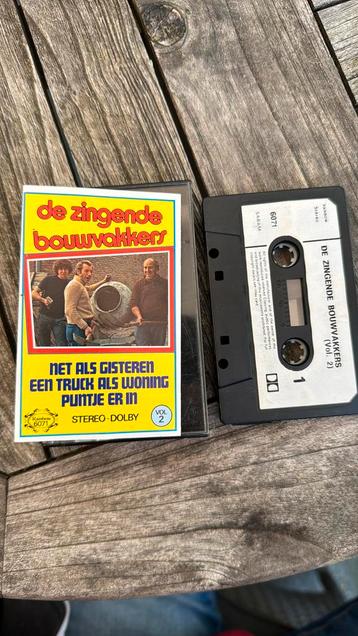 de zingende
bouwvakkers
NET ALS GISTEREN
EEN TRUCK ALS WONING
PUNTJE ER IN
STEREO-DOLBY
VOL
2
Rainbow
6071
6071
S.A.B.A.M.
DE ZINGENDE BOUWVAKKERS
(Vol. 2)
1